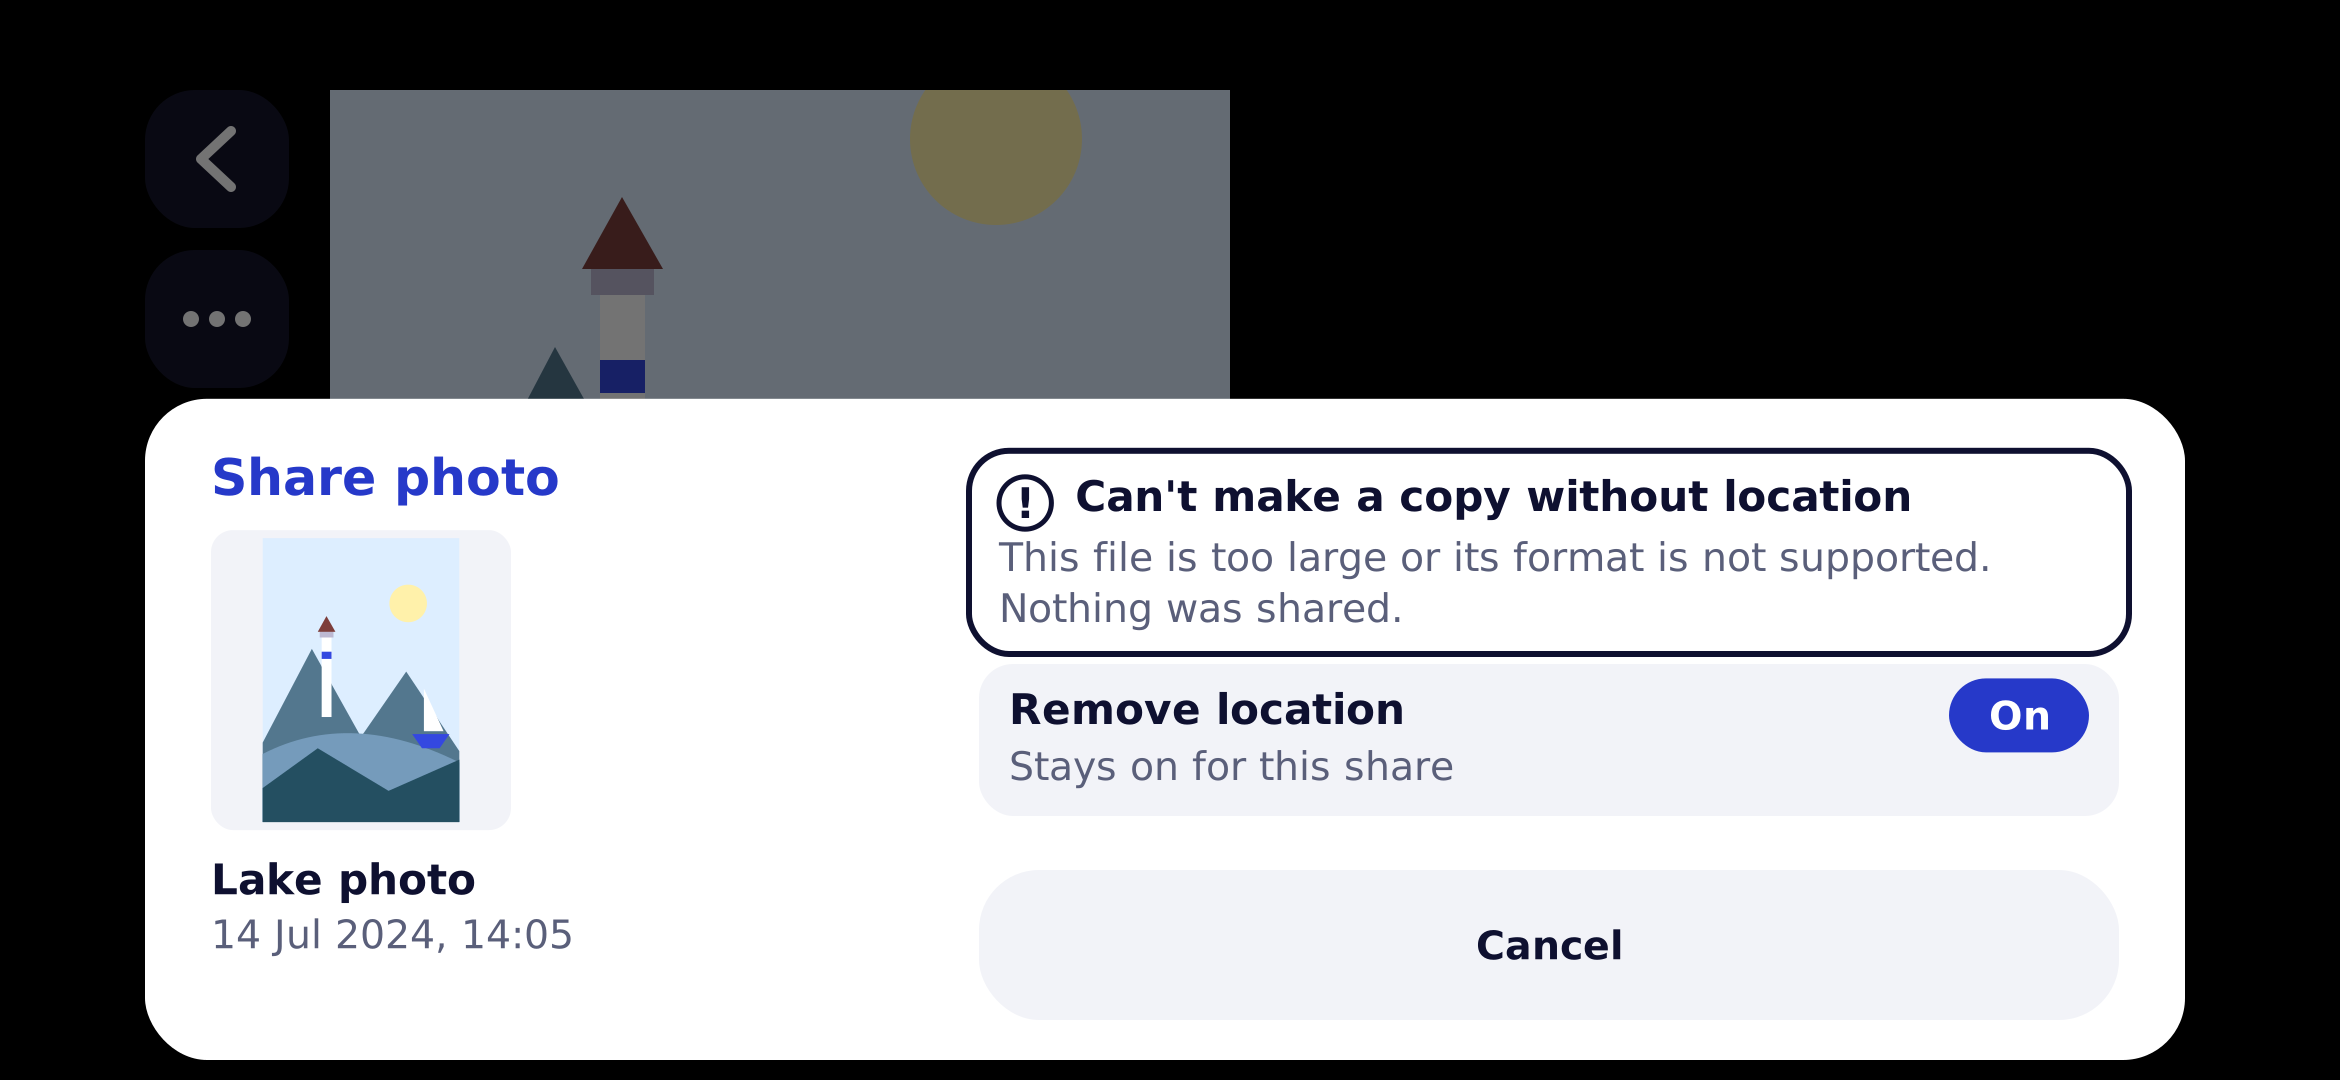 Share photo
Lake photo
14 Jul 2024, 14:05
! Can't make a copy without location
This file is too large or its format is not supported.
Nothing was shared.
Remove location
On
Stays on for this share
Cancel